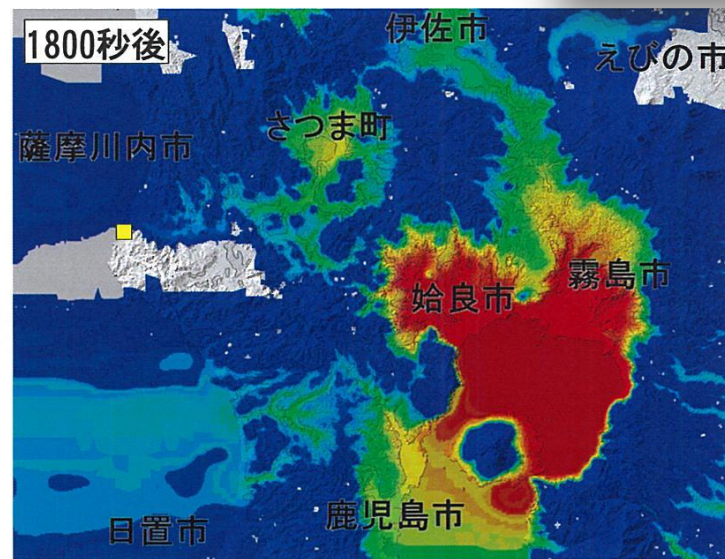 1800秒後
伊佐市
えびの市
さつま町
薩摩川内市
霧島市
姶良市
鹿児島市
日置市